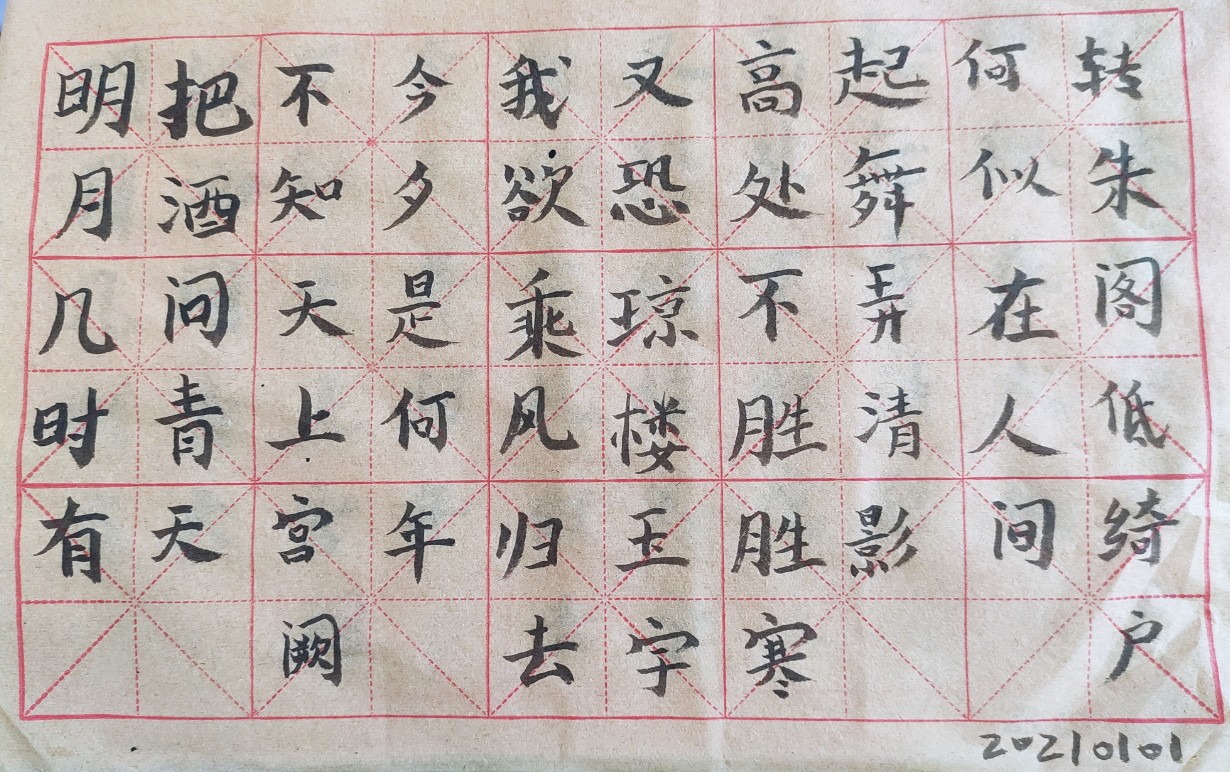 明月几时有
把酒问青天
不知天上宫阙
今夕是何年
我欲乘风归去
又恐琼楼玉宇
高处不胜胜寒
起舞弄清影
何似在人间
转朱阁低绮户
20210101